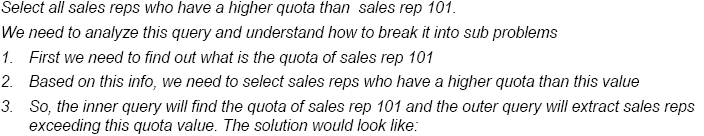 Select all sales reps who have a higher quota than sales rep 101.
We need to analyze this query and understand how to break it into sub problems
1. First we need to find out what is the quota of sales rep 101
2. Based on this info, we need to select sales reps who have a higher quota than this value
3. So, the inner query will find the quota of sales rep 101 and the outer query will extract sales reps
exceeding this quota value. The solution would look like: